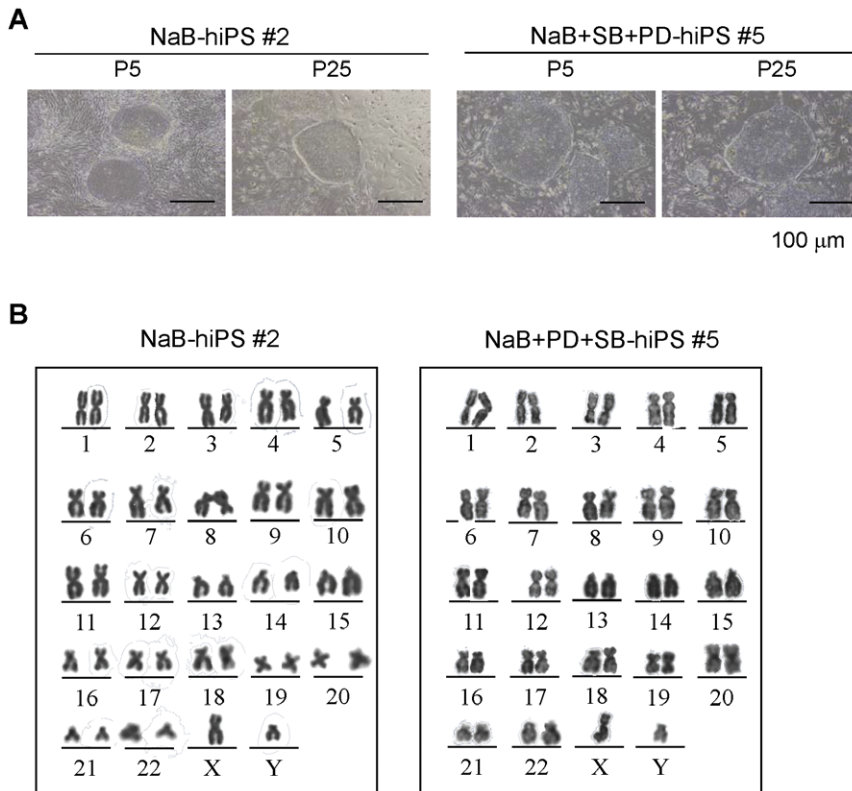 A
NaB-hiPS #2
NaB+SB+PD-hiPS #5
P5
P25
P5
P25
100 μm
B
NaB-hiPS #2
NaB+PD+SB-hiPS #5
1 2 3 4 5
6 7 8 9 10
11 12 13 14 15
16 17 18 19 20
21 22 X Y
1 2 3 4 5
6 7 8 9 10
11 12 13 14 15
16 17 18 19 20
21 22 X Y